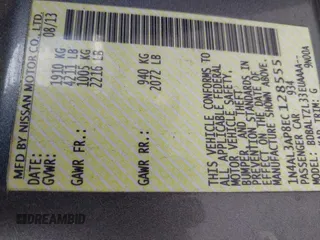 MFD BY NISSAN MOTOR CO., LTD.
DATE: 08/13
GVWR: 1910 KG
4211 LB
GAWR FR.: 1005 KG
2216 LB
GAWR RR.: 940 KG
2072 LB
THIS VEHICLE CONFORMS TO
ALL APPLICABLE FEDERAL
MOTOR VEHICLE SAFETY,
BUMPER, AND THEFT
PREVENTION STANDARDS IN
EFFECT ON THE DATE OF
MANUFACTURE SHOWN ABOVE.
1N4AL3AP8EC128555
PASSENGER CAR 934
TRIM: G
DREAMBID